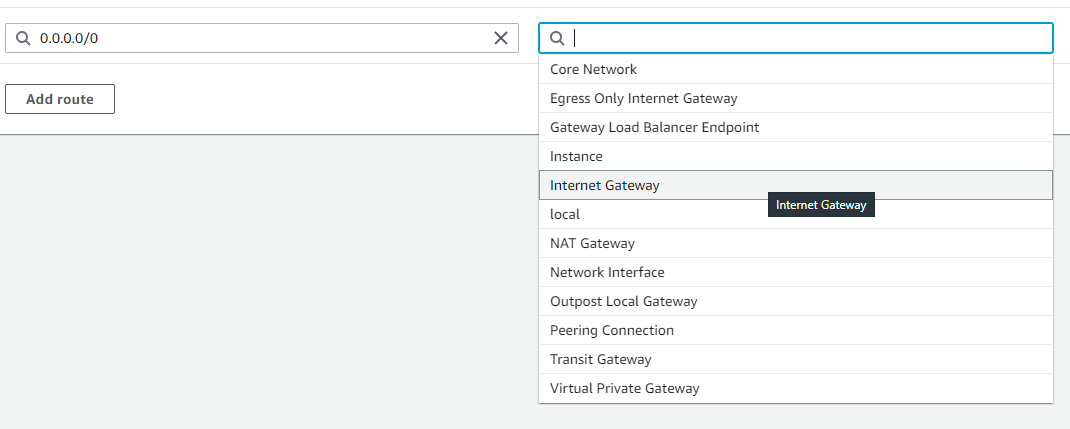 0.0.0.0/0
Add route
Core Network
Egress Only Internet Gateway
Gateway Load Balancer Endpoint
Instance
Internet Gateway
Internet Gateway
local
NAT Gateway
Network Interface
Outpost Local Gateway
Peering Connection
Transit Gateway
Virtual Private Gateway